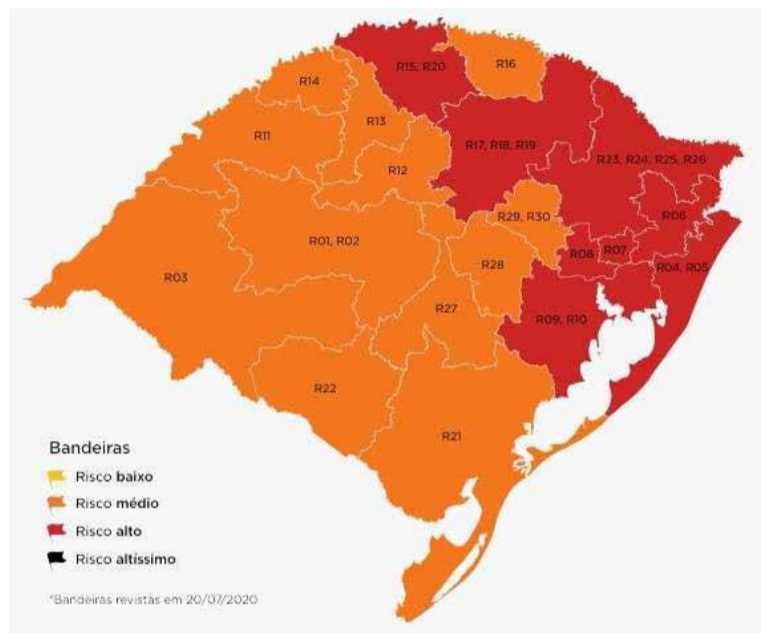 R15, R20
R16
R14
R13
R11
R17, R18, R19
R23, R24, R25, R26
R12
R29, R30
R06
R01, R02
R08
R07
R28
R04, R05
R03
R27
R09, R10
R22
R21
Bandeiras
Risco baixo
Risco médio
Risco alto
Risco altíssimo
*Bandeiras revistas em 20/07/2020